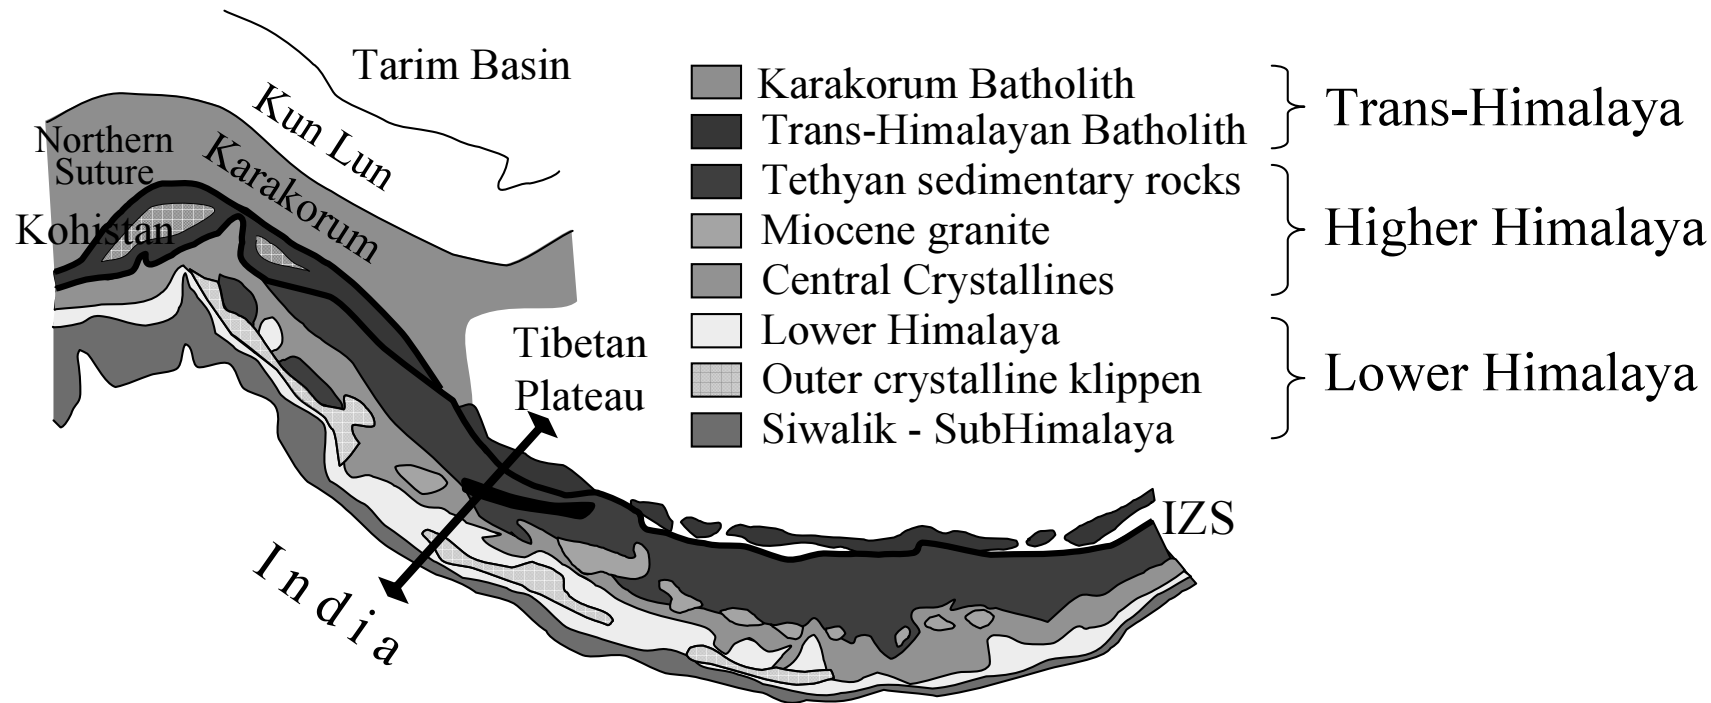 Tarim Basin
Kun Lun
Northern
Suture
Karakorum
Kohistan
Tibetan
Plateau
India
IZS
Karakorum Batholith
Trans-Himalayan Batholith
Tethyan sedimentary rocks
Miocene granite
Central Crystallines
Lower Himalaya
Outer crystalline klippen
Siwalik - SubHimalaya
Trans-Himalaya
Higher Himalaya
Lower Himalaya